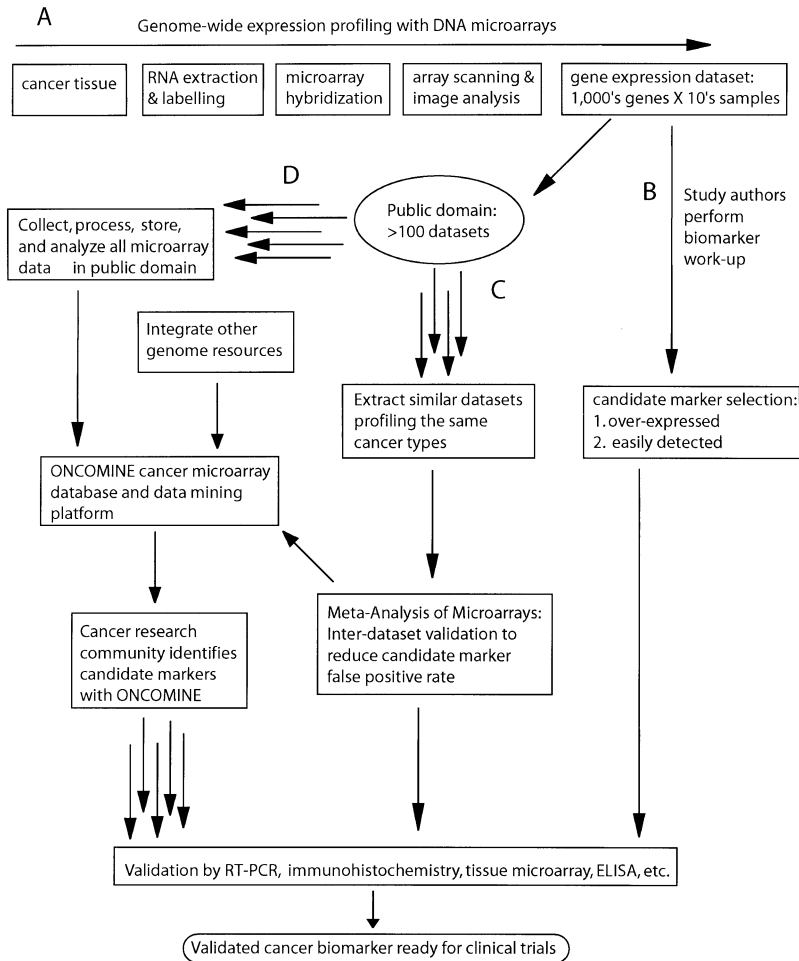 A
Genome-wide expression profiling with DNA microarrays
cancer tissue
RNA extraction
& labelling
microarray
hybridization
array scanning &
image analysis
gene expression dataset:
1,000's genes X 10's samples
D
Public domain:
>100 datasets
B
Study authors
perform
biomarker
work-up
Collect, process, store,
and analyze all microarray
data in public domain
C
Integrate other
genome resources
Extract similar datasets
profiling the same
cancer types
candidate marker selection:
1. over-expressed
2. easily detected
ONCOMINE cancer microarray
database and data mining
platform
Cancer research
community identifies
candidate markers
with ONCOMINE
Meta-Analysis of Microarrays:
Inter-dataset validation to
reduce candidate marker
false positive rate
Validation by RT-PCR, immunohistochemistry, tissue microarray, ELISA, etc.
Validated cancer biomarker ready for clinical trials